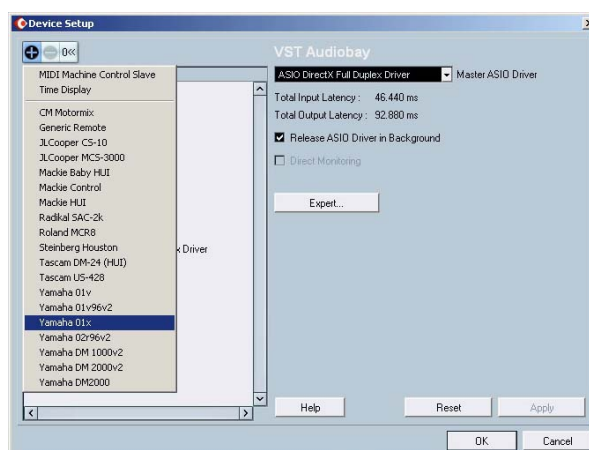 Device Setup
0«
VST Audiobay
MIDI Machine Control Slave
Time Display
CM Motormix
Generic Remote
JLCooper CS-10
JLCooper MCS-3000
Mackie Baby HUI
Mackie Control
Mackie HUI
Radikal SAC-2k
Roland MCR8
Steinberg Houston
Tascam DM-24 (HUI)
Tascam US-428
Yamaha 01v
Yamaha 01v96v2
Yamaha 01x
Yamaha 02r96v2
Yamaha DM 1000v2
Yamaha DM 2000v2
Yamaha DM2000
Driver
ASIO DirectX Full Duplex Driver Master ASIO Driver
Total Input Latency : 46.440 ms
Total Output Latency : 92.880 ms
Release ASIO Driver in Background
Direct Monitoring
Expert...
Help Reset Apply
OK Cancel